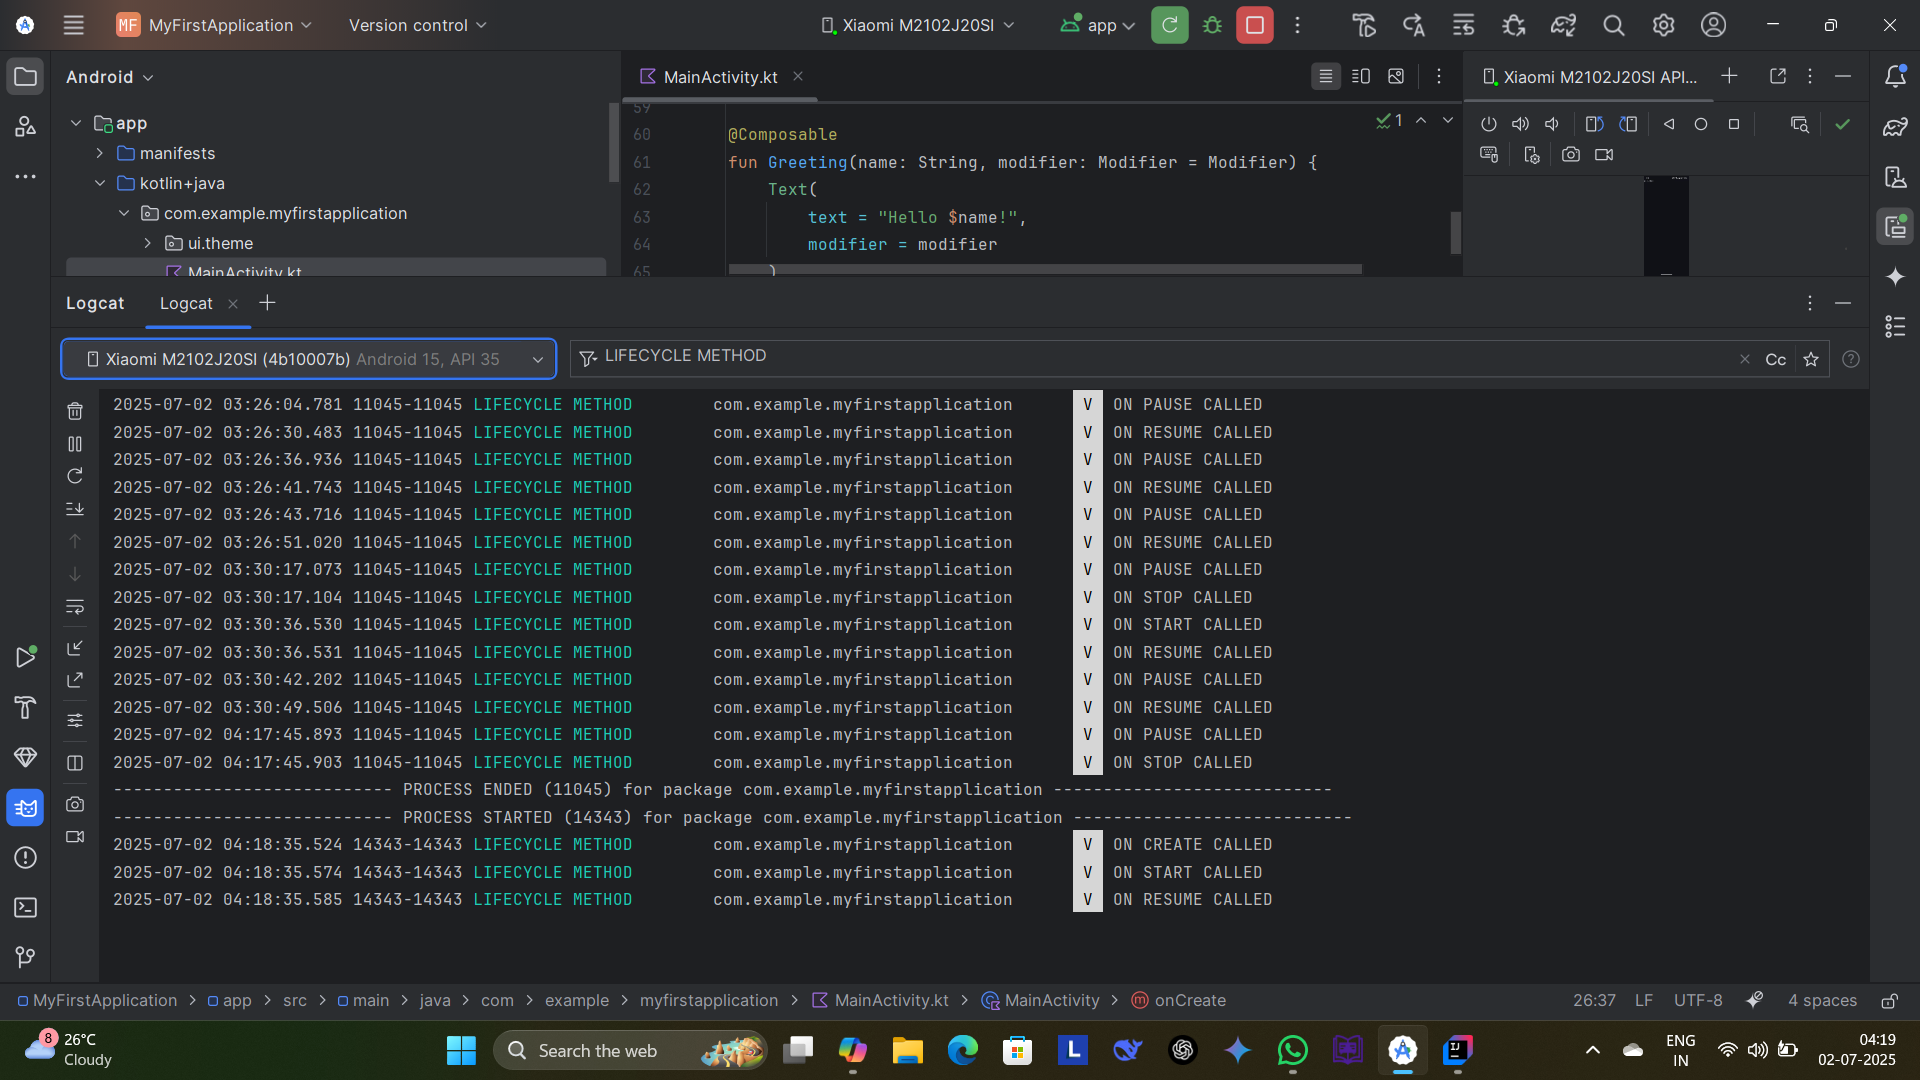 MF MyFirstApplication Version control Xiaomi M2102J20SI app
Android
MainActivity.kt
Xiaomi M2102J20SI API...
app
manifests
kotlin+java
com.example.myfirstapplication
ui.theme
MainActivity.kt
1
59
60 @Composable
61 fun Greeting(name: String, modifier: Modifier = Modifier) {
62 Text(
63 text = "Hello $name!",
64 modifier = modifier
65 )
Logcat Logcat
Xiaomi M2102J20SI (4b10007b) Android 15, API 35
LIFECYCLE METHOD
Cc
2025-07-02 03:26:04.781 11045-11045 LIFECYCLE METHOD com.example.myfirstapplication V ON PAUSE CALLED
2025-07-02 03:26:30.483 11045-11045 LIFECYCLE METHOD com.example.myfirstapplication V ON RESUME CALLED
2025-07-02 03:26:36.936 11045-11045 LIFECYCLE METHOD com.example.myfirstapplication V ON PAUSE CALLED
2025-07-02 03:26:41.743 11045-11045 LIFECYCLE METHOD com.example.myfirstapplication V ON RESUME CALLED
2025-07-02 03:26:43.716 11045-11045 LIFECYCLE METHOD com.example.myfirstapplication V ON PAUSE CALLED
2025-07-02 03:26:51.020 11045-11045 LIFECYCLE METHOD com.example.myfirstapplication V ON RESUME CALLED
2025-07-02 03:30:17.073 11045-11045 LIFECYCLE METHOD com.example.myfirstapplication V ON PAUSE CALLED
2025-07-02 03:30:17.104 11045-11045 LIFECYCLE METHOD com.example.myfirstapplication V ON STOP CALLED
2025-07-02 03:30:36.530 11045-11045 LIFECYCLE METHOD com.example.myfirstapplication V ON START CALLED
2025-07-02 03:30:36.531 11045-11045 LIFECYCLE METHOD com.example.myfirstapplication V ON RESUME CALLED
2025-07-02 03:30:42.202 11045-11045 LIFECYCLE METHOD com.example.myfirstapplication V ON PAUSE CALLED
2025-07-02 03:30:49.506 11045-11045 LIFECYCLE METHOD com.example.myfirstapplication V ON RESUME CALLED
2025-07-02 04:17:45.893 11045-11045 LIFECYCLE METHOD com.example.myfirstapplication V ON PAUSE CALLED
2025-07-02 04:17:45.903 11045-11045 LIFECYCLE METHOD com.example.myfirstapplication V ON STOP CALLED
---------------------------- PROCESS ENDED (11045) for package com.example.myfirstapplication ----------------------------
---------------------------- PROCESS STARTED (14343) for package com.example.myfirstapplication ----------------------------
2025-07-02 04:18:35.524 14343-14343 LIFECYCLE METHOD com.example.myfirstapplication V ON CREATE CALLED
2025-07-02 04:18:35.574 14343-14343 LIFECYCLE METHOD com.example.myfirstapplication V ON START CALLED
2025-07-02 04:18:35.585 14343-14343 LIFECYCLE METHOD com.example.myfirstapplication V ON RESUME CALLED
MyFirstApplication > app > src > main > java > com > example > myfirstapplication > MainActivity.kt > MainActivity > onCreate 26:37 LF UTF-8 4 spaces
8
26°C
Cloudy
Search the web
L
IJ
ENG
IN
04:19
02-07-2025